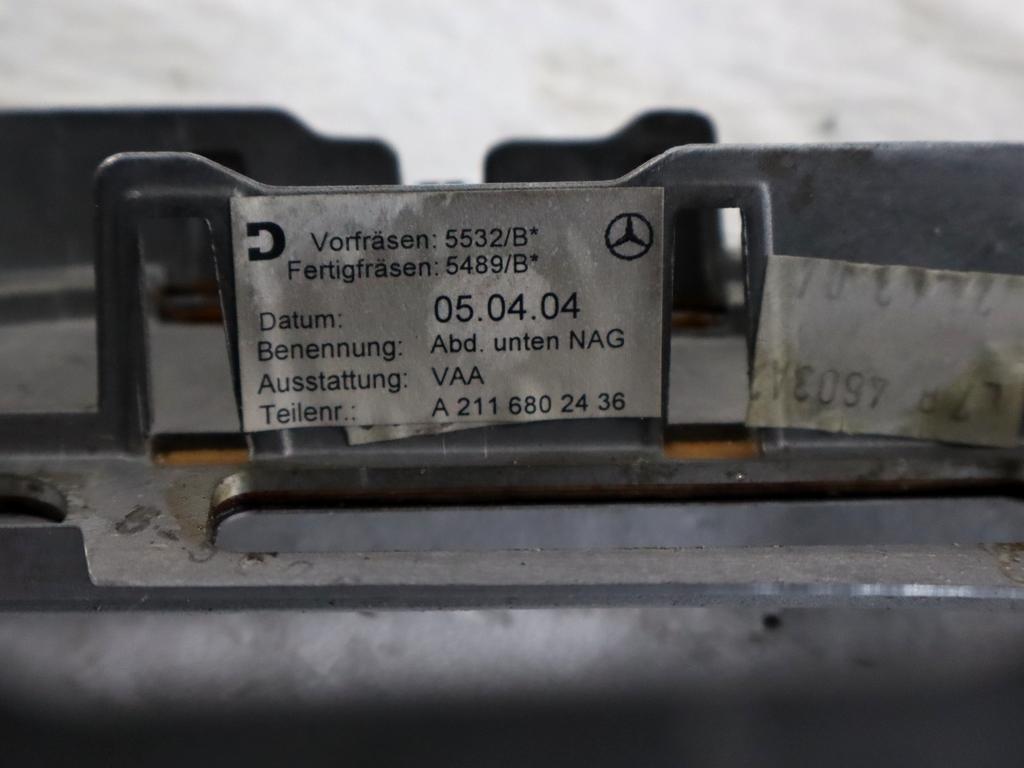 D
Vorfräsen: 5532/B*
Fertigfräsen: 5489/B*
Datum: 05.04.04
Benennung: Abd. unten NAG
Ausstattung: VAA
Teilenr.: A 211 680 24 36